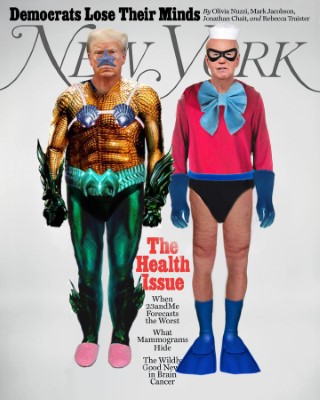 Democrats Lose Their Minds By Olivia Nuzzi, Mark Jacobson,
Jonathan Chait, and Rebecca Traister
NEW YORK
The
Health
Issue
When
23andMe
Forecasts
the Worst
What
Mammograms
Hide
The Wildly
Good News
in Brain
Cancer